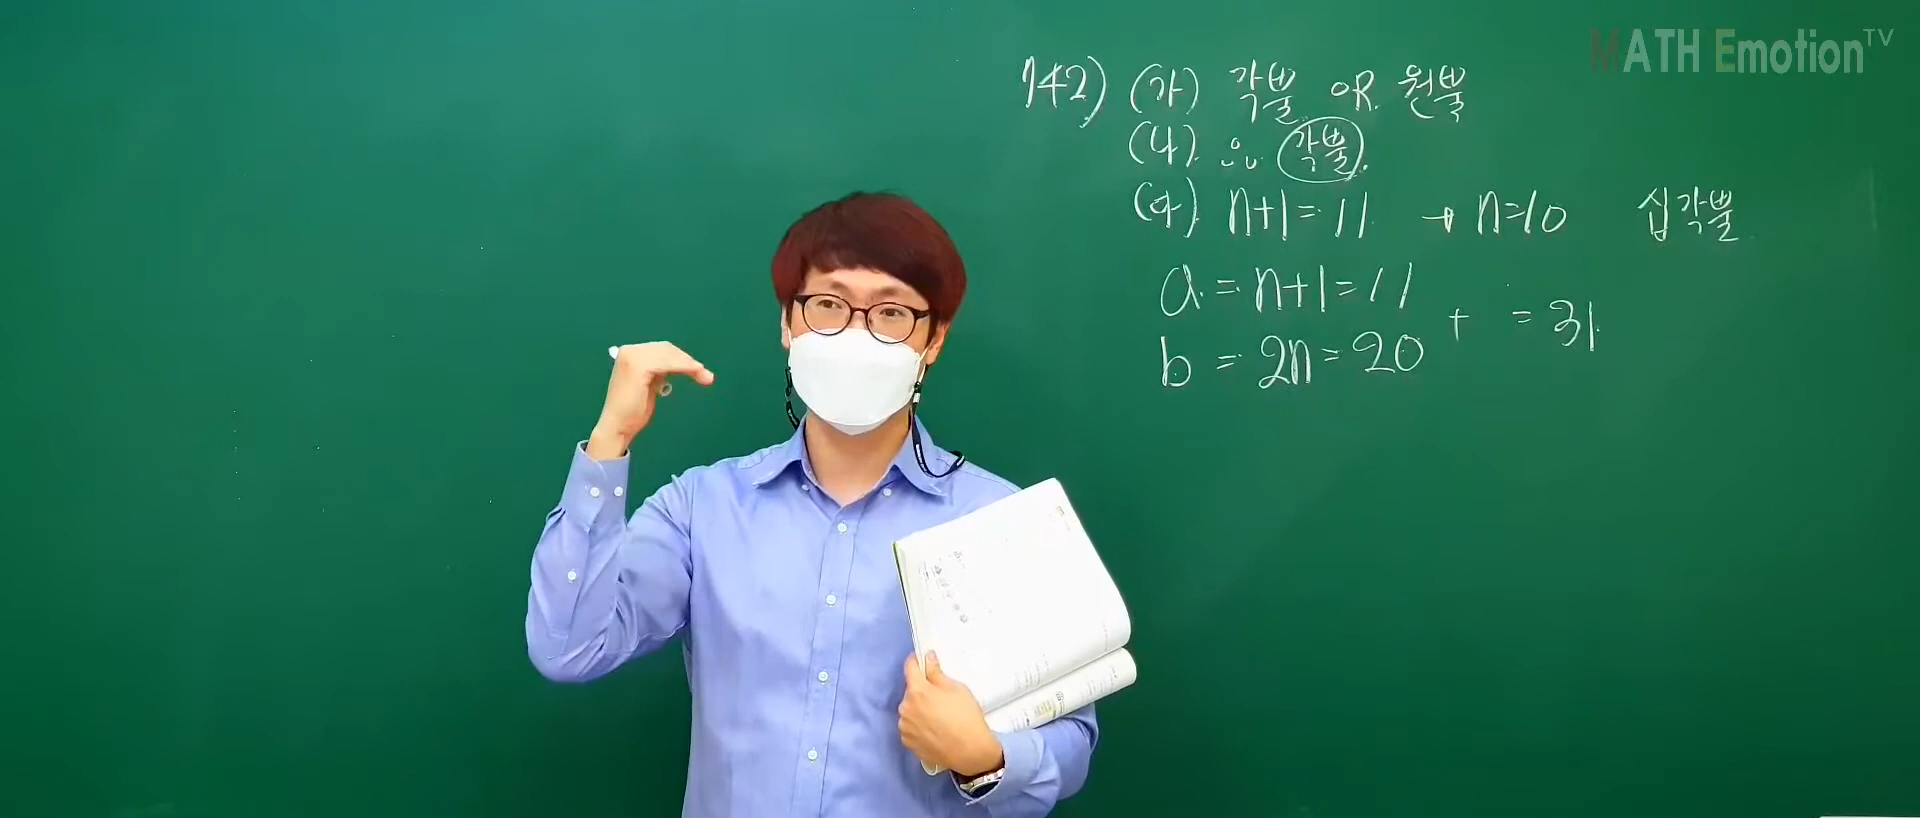 MATH Emotion TV
142) (가) 각뿔 OR 원뿔
(나) 각뿔.
(다) n+1=11 → n=10 십각뿔
a = n+1 = 11
+ = 31
b = 2n = 20